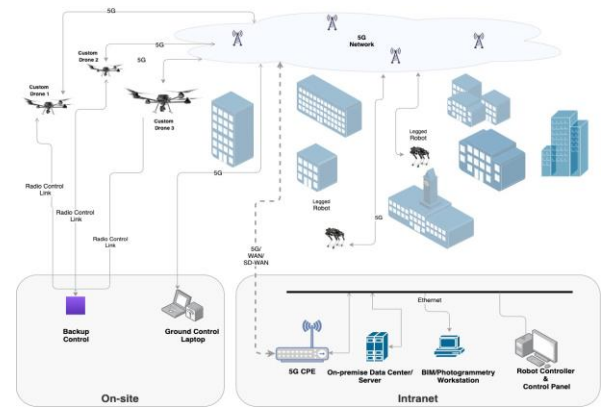 5G
5G
Network
Custom
Drone 2
5G
5G
Custom
Drone 1
Custom
Drone 3
5G
Legged
Robot
5G
Radio Control
Link
Legged
Robot
Radio Control
Link
5G
Radio Control
Link
5G/
WAN/
SD-WAN
Ethernet
Backup
Control
Ground Control
Laptop
5G CPE
On-premise Data Center/
Server
BIM/Photogrammetry
Workstation
Robot Controller
&
Control Panel
On-site
Intranet